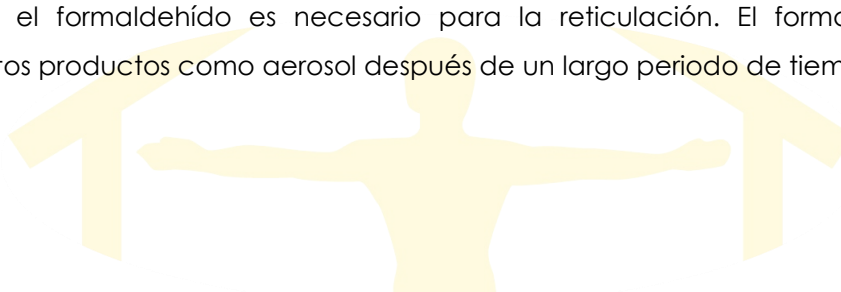 el formaldehído es necesario para la reticulación. El
productos como aerosol después de un largo periodo de